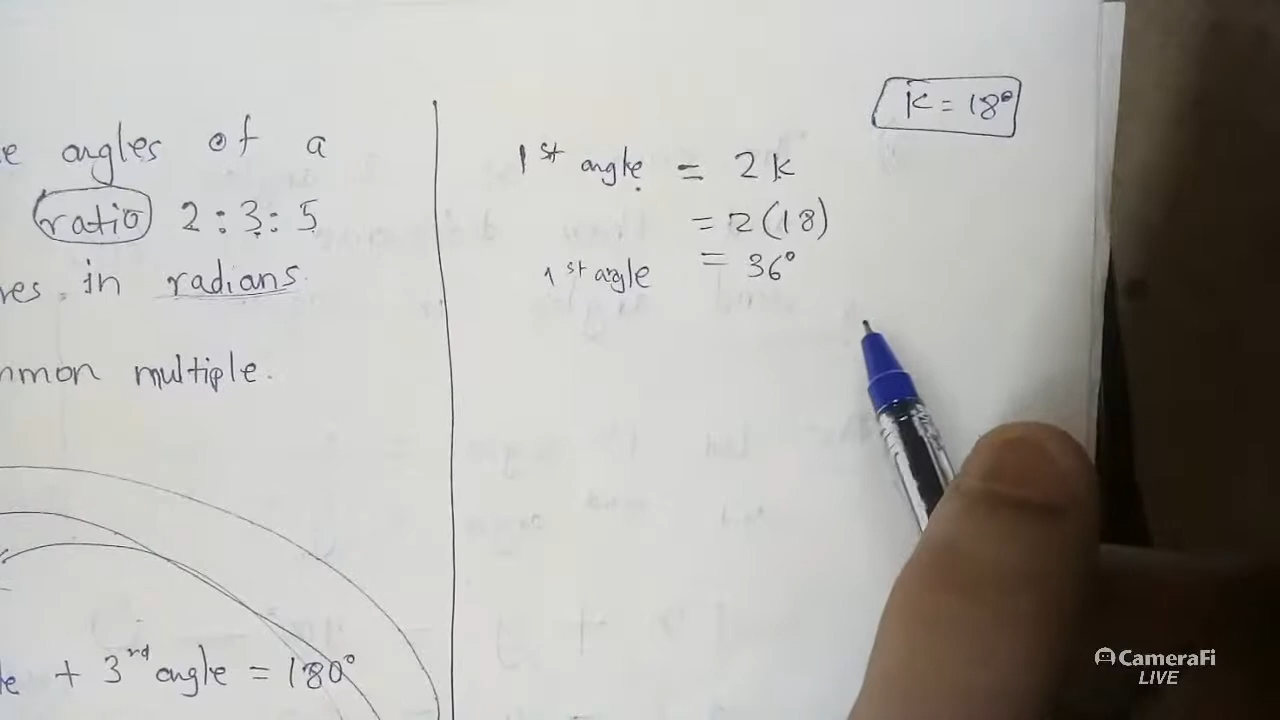 e angles of a
ratio 2 : 3 : 5
res. in radians.
mmon multiple.
le + 3rd angle = 180°
K = 18°
1st angle = 2K
= 2(18)
1st angle = 36°
CameraFi
LIVE